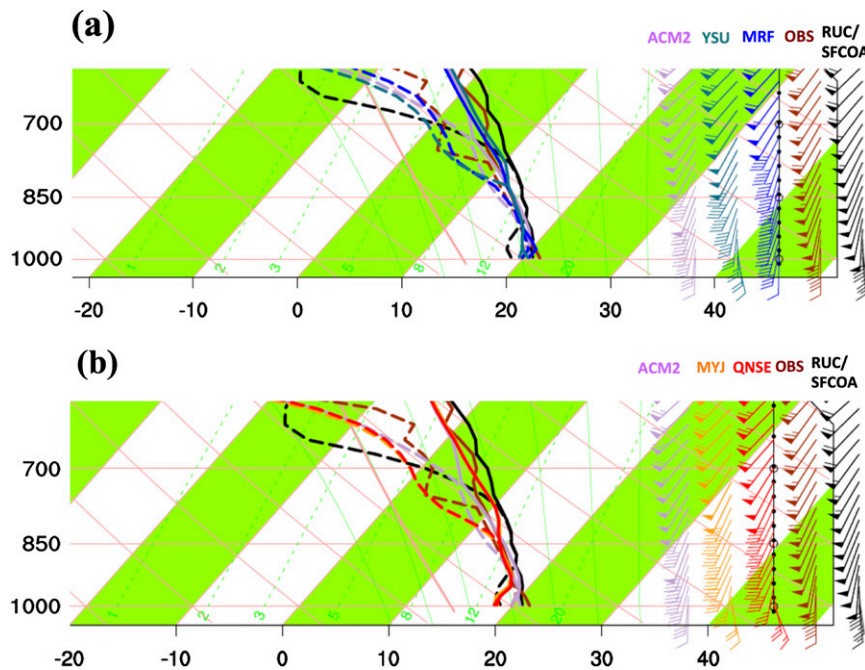 (a)
ACM2 YSU MRF OBS RUC/
SFCOA
700
850
1000
1 2 3 5 8 12 20
-20 -10 0 10 20 30 40
(b)
ACM2 MYJ QNSE OBS RUC/
SFCOA
700
850
1000
1 2 3 5 8 12 20
-20 -10 0 10 20 30 40